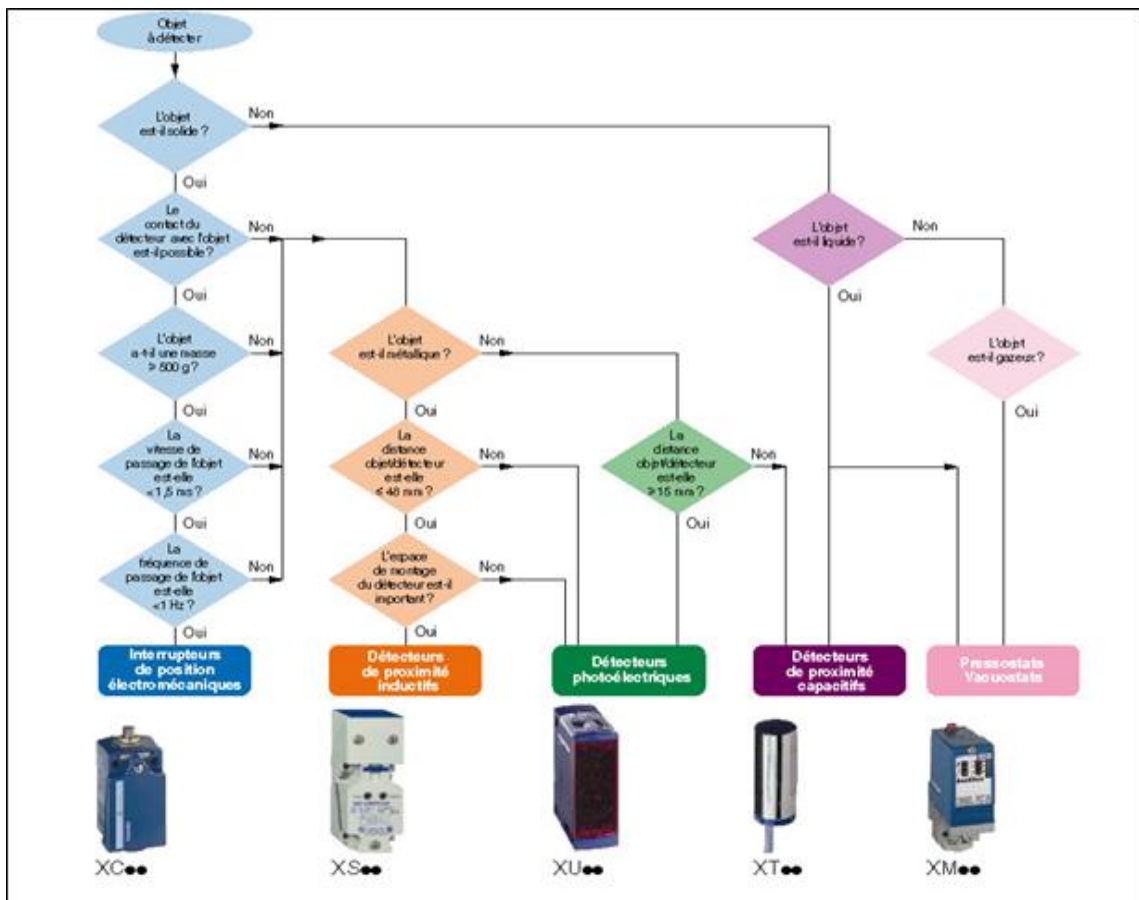 Objet
à détecter
L'objet
est-il solide ?
Non
Oui
Le
contact du
détecteur avec l'objet
est-il possible ?
Non
Oui
L'objet
a-t-il une masse
≥ 500 g ?
Non
Oui
La
vitesse de
passage de l'objet
est-elle
<1,5 ms ?
Non
Oui
La
fréquence de
passage de l'objet
est-elle
<1 Hz ?
Non
Oui
L'objet
est-il métallique ?
Non
Oui
La
distance
objet/détecteur
est-elle
≤ 48 mm ?
Non
Oui
L'espace
de montage
du détecteur est-il
important ?
Non
Oui
La
distance
objet/détecteur
est-elle
≥ 15 mm ?
Non
Oui
L'objet
est-il liquide ?
Non
Oui
L'objet
est-il gazeux ?
Oui
Interrupteurs
de position
électromécaniques
Détecteurs
de proximité
inductifs
Détecteurs
photoélectriques
Détecteurs
de proximité
capacitifs
Pressostats
Vacuostats
XC●●
XS●●
XU●●
XT●●
XM●●